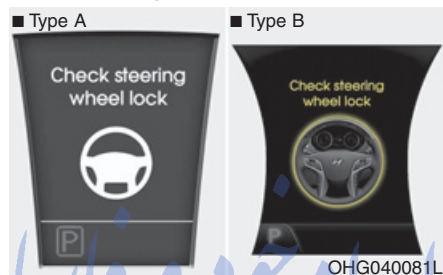 ■ Type A
■ Type B
Check steering
wheel lock
P
Check steering
wheel lock
P
OHG040081L